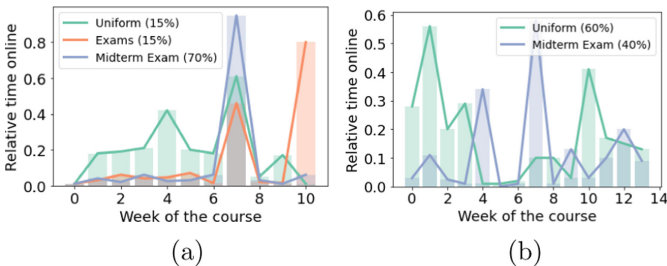 Relative time online
0.8
0.6
0.4
0.2
0.0
Uniform (15%)
Exams (15%)
Midterm Exam (70%)
0 2 4 6 8 10
Week of the course
(a)
Relative time online
0.6
0.5
0.4
0.3
0.2
0.1
0.0
Uniform (60%)
Midterm Exam (40%)
0 2 4 6 8 10 12 14
Week of the course
(b)